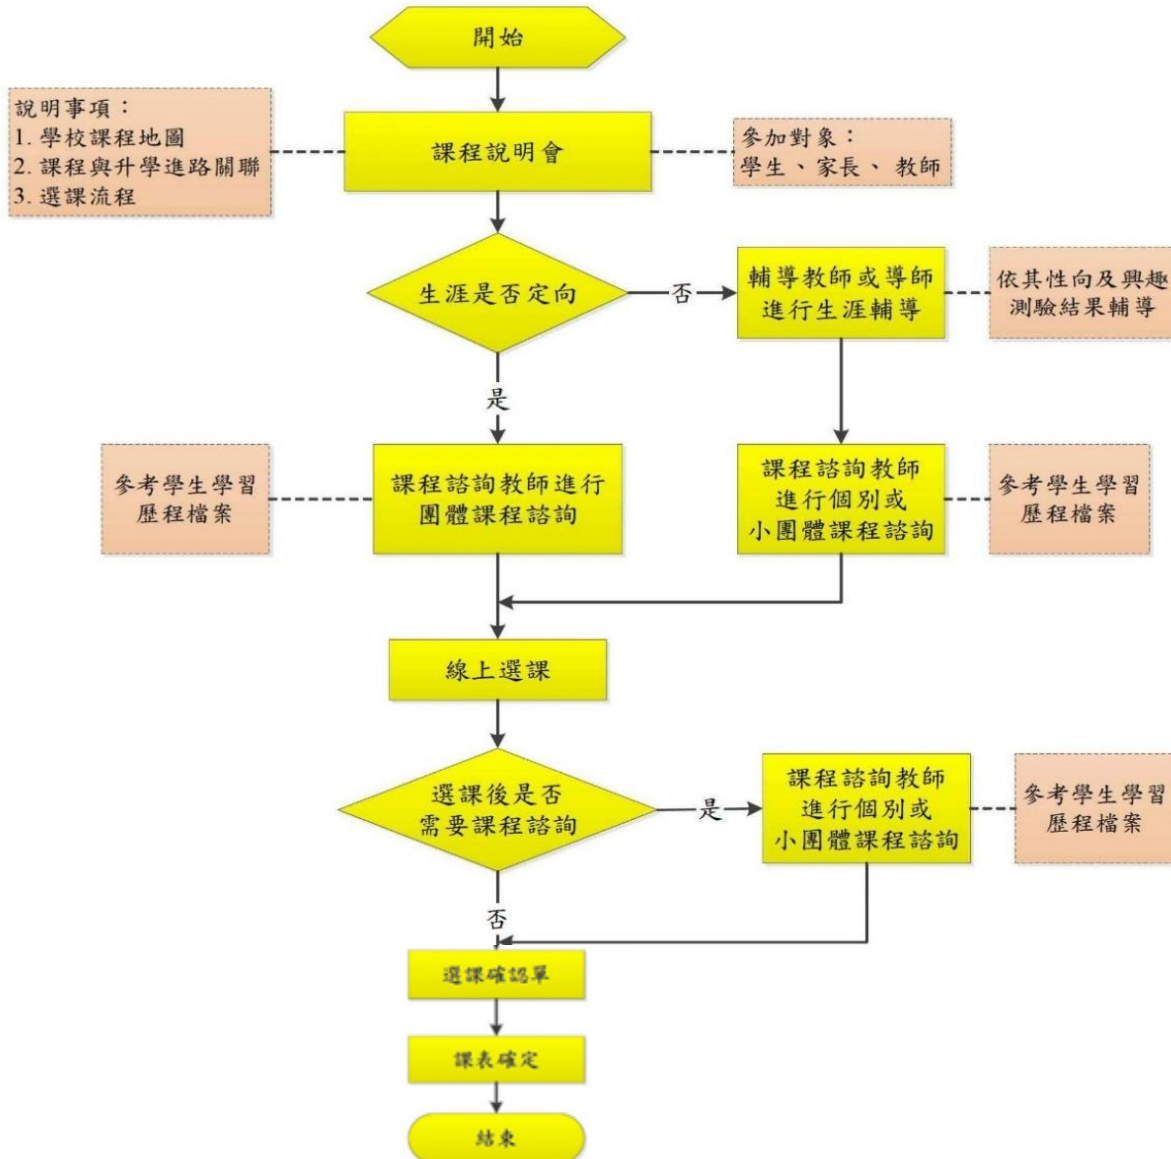 開始
說明事項：
1. 學校課程地圖
2. 課程與升學進路關聯
3. 選課流程
課程說明會
參加對象：
學生、家長、 教師
生涯是否定向
否
輔導教師或導師
進行生涯輔導
依其性向及興趣
測驗結果輔導
是
參考學生學習
歷程檔案
課程諮詢教師進行
團體課程諮詢
課程諮詢教師
進行個別或
小團體課程諮詢
參考學生學習
歷程檔案
線上選課
選課後是否
需要課程諮詢
是
課程諮詢教師
進行個別或
小團體課程諮詢
參考學生學習
歷程檔案
否
選課確認單
課表確定
結束